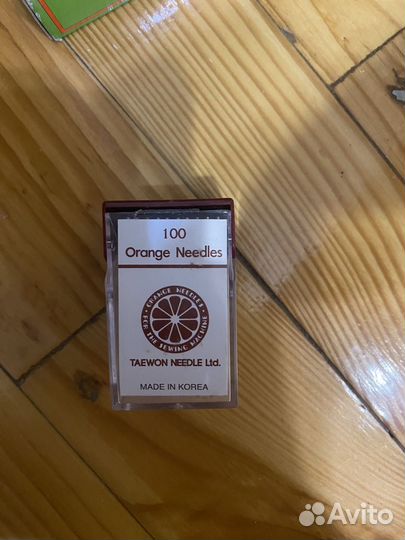 100
Orange Needles
ORANGE NEEDLES
FOR THE SEWING MACHINE
TAEWON NEEDLE Ltd.
MADE IN KOREA
Avito